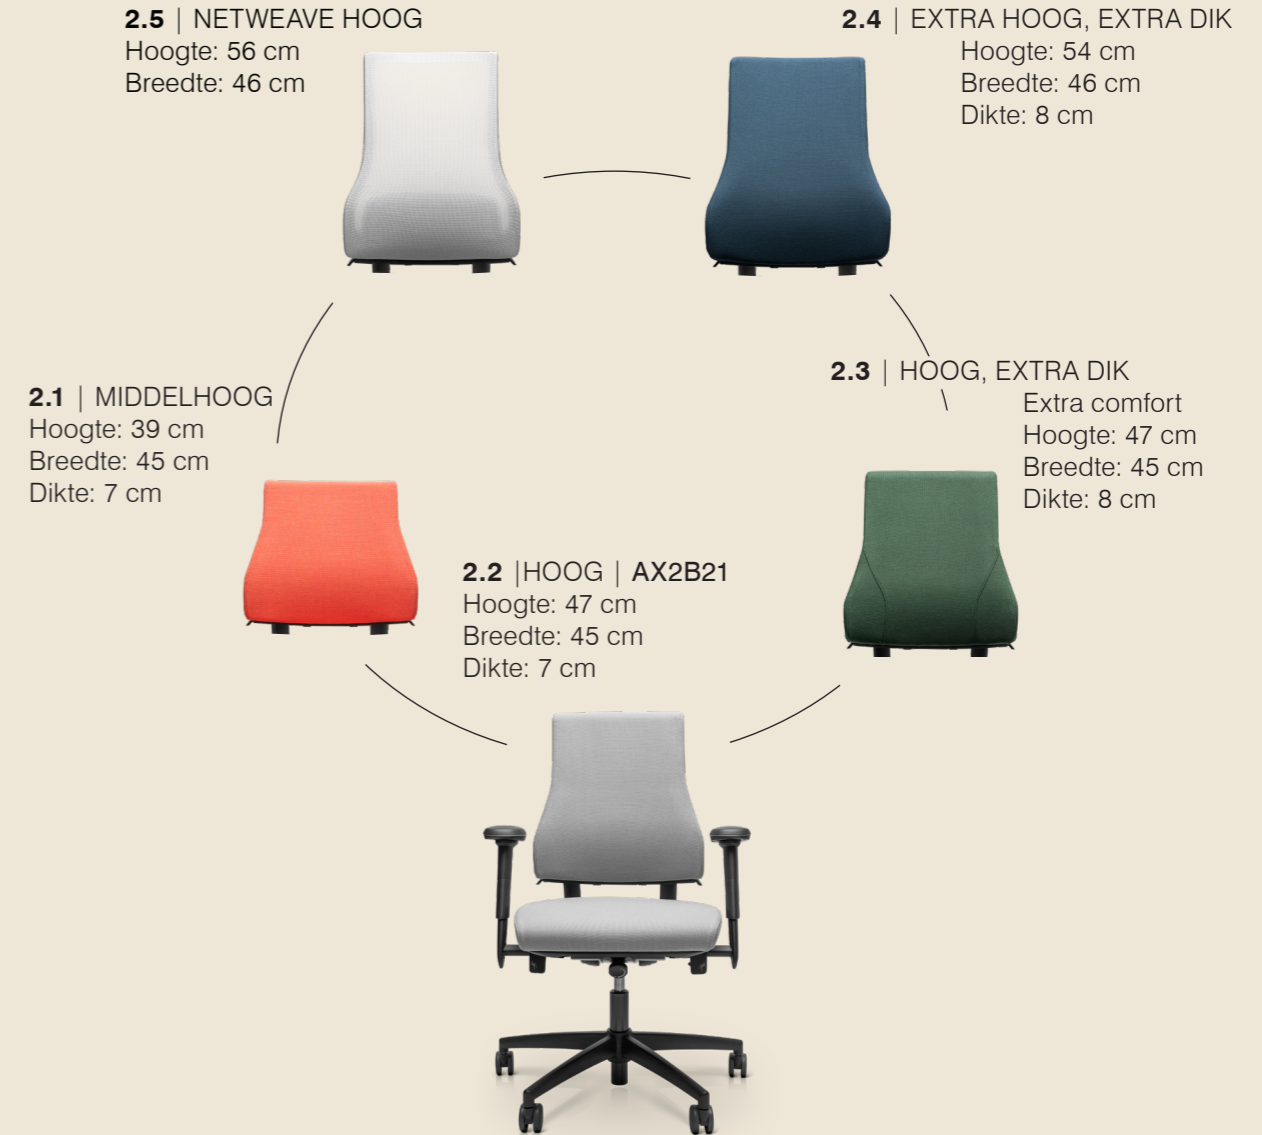 2.5 | NETWEAVE HOOG
Hoogte: 56 cm
Breedte: 46 cm
2.4 | EXTRA HOOG, EXTRA DIK
Hoogte: 54 cm
Breedte: 46 cm
Dikte: 8 cm
2.1 | MIDDELHOOG
Hoogte: 39 cm
Breedte: 45 cm
Dikte: 7 cm
2.3 | HOOG, EXTRA DIK
Extra comfort
Hoogte: 47 cm
Breedte: 45 cm
Dikte: 8 cm
2.2 |HOOG | AX2B21
Hoogte: 47 cm
Breedte: 45 cm
Dikte: 7 cm